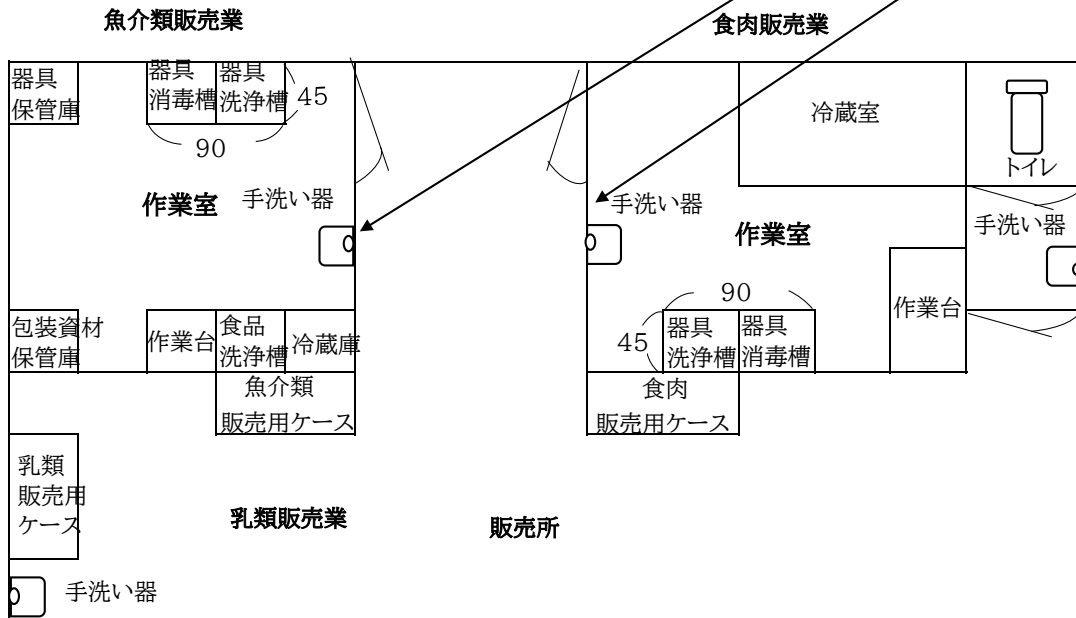 魚介類販売業
食肉販売業
器具
保管庫
器具
消毒槽
器具
洗浄槽
45
90
作業室
手洗い器
包装資材
保管庫
作業台
食品
洗浄槽
冷蔵庫
魚介類
販売用ケース
冷蔵室
トイレ
手洗い器
作業室
手洗い器
90
45
器具
洗浄槽
器具
消毒槽
作業台
食肉
販売用ケース
乳類
販売用
ケース
乳類販売業
販売所
手洗い器